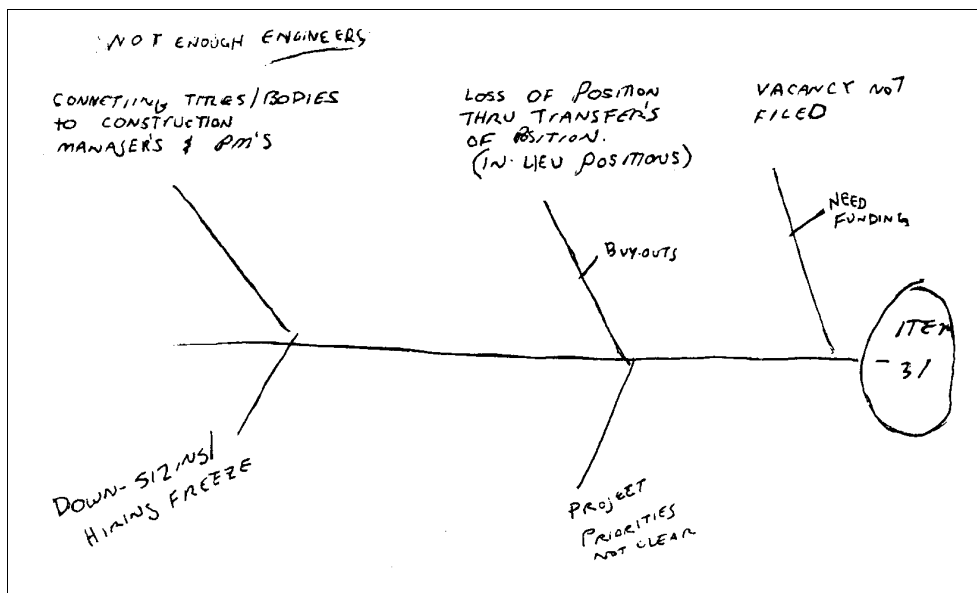 NOT ENOUGH ENGINEERS
CONNETIING TITLES/BODIES
TO CONSTRUCTION
MANAGER'S & PM'S
LOSS OF POSITION
THRU TRANSFER'S
OF POSITION.
(IN-LIEU POSITIONS)
VACANCY NOT
FILED
NEED
FUNDING
BUY-OUTS
ITEM
- 31
DOWN-SIZING/
HIRING FREEZE
PROJECT
PRIORITIES
NOT CLEAR